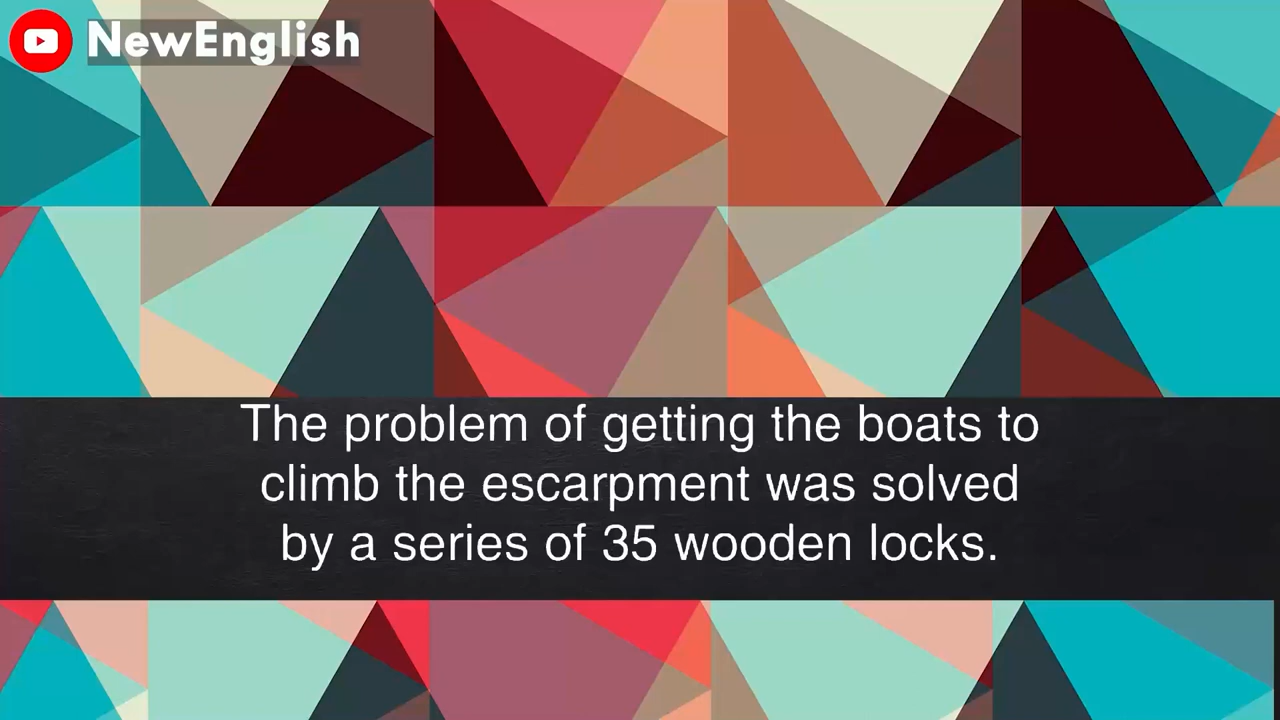 NewEnglish
The problem of getting the boats to
climb the escarpment was solved
by a series of 35 wooden locks.